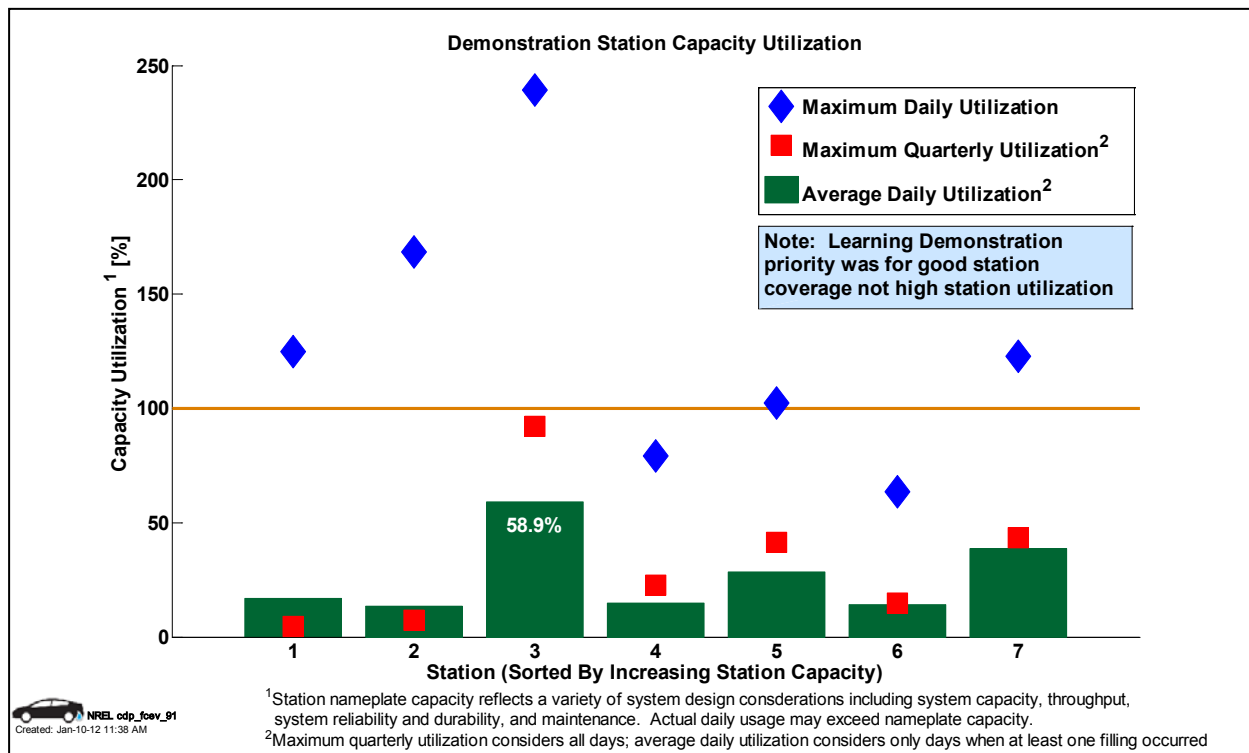 Demonstration Station Capacity Utilization
250
200
150
100
50
0
Capacity Utilization 1 [%]
Maximum Daily Utilization
Maximum Quarterly Utilization2
Average Daily Utilization2
Note: Learning Demonstration
priority was for good station
coverage not high station utilization
58.9%
1 2 3 4 5 6 7
Station (Sorted By Increasing Station Capacity)
1Station nameplate capacity reflects a variety of system design consderations including system capacity, throughput,
system reliability and durability, and maintenance. Actual daily usage may exceed nameplate capacity.
2Maximum quarterly utilization considers all days; average daily utilization considers only days when at least one filling occurred
NREL cdp_fcev_91
Created: Jan-10-12 11:38 AM